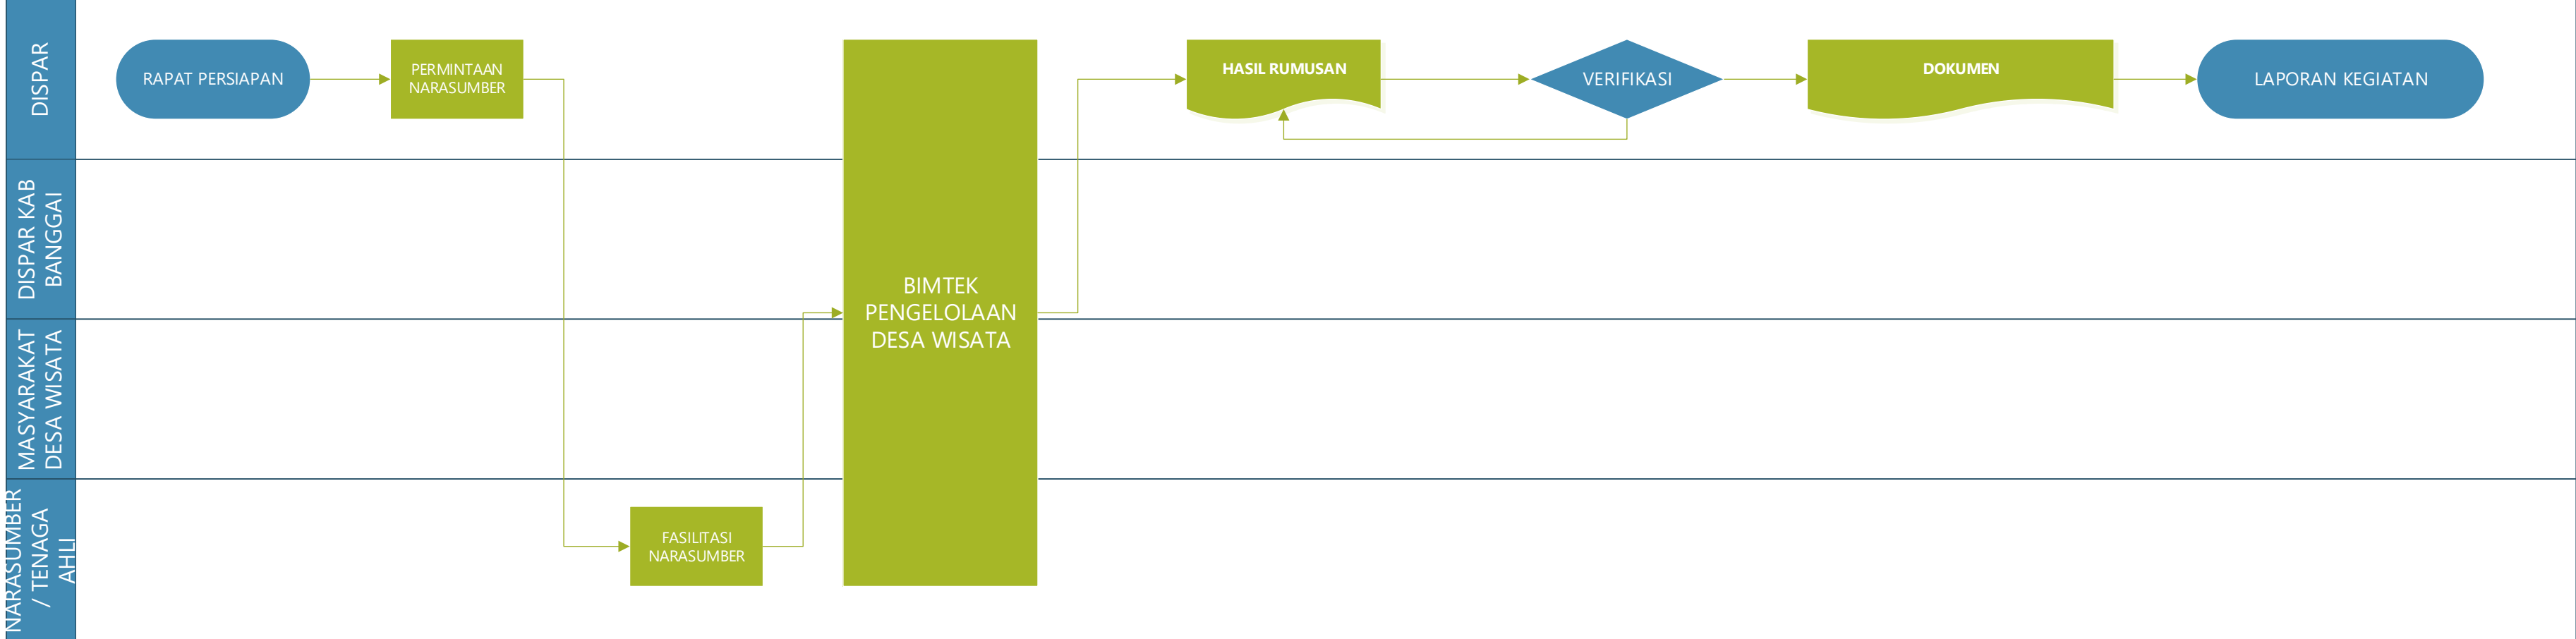 DISPAR
RAPAT PERSIAPAN
PERMINTAAN
NARASUMBER
HASIL RUMUSAN
VERIFIKASI
DOKUMEN
LAPORAN KEGIATAN
DISPAR KAB
BANGGAI
BIMTEK
PENGELOLAAN
DESA WISATA
MASYARAKAT
DESA WISATA
NARASUMBER
/ TENAGA
AHLI
FASILITASI
NARASUMBER